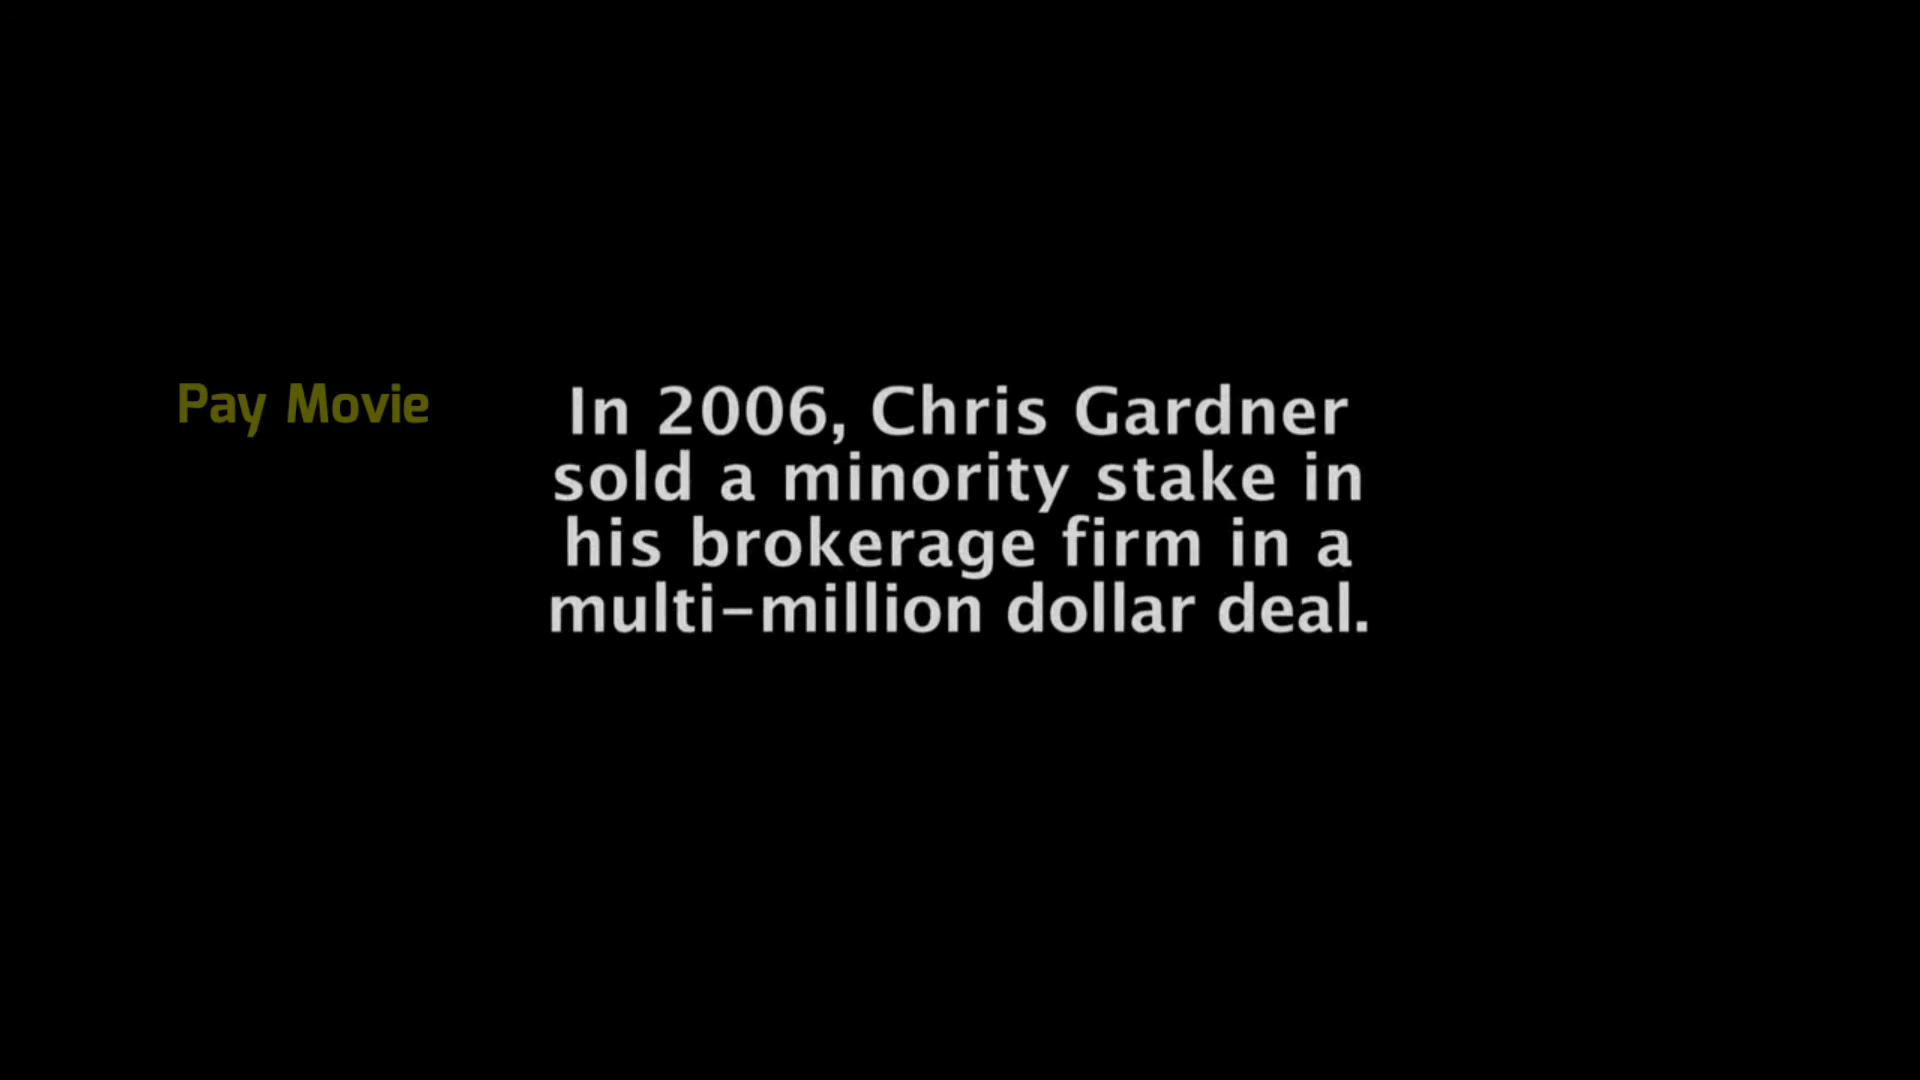 Pay Movie
In 2006, Chris Gardner
sold a minority stake in
his brokerage firm in a
multi-million dollar deal.